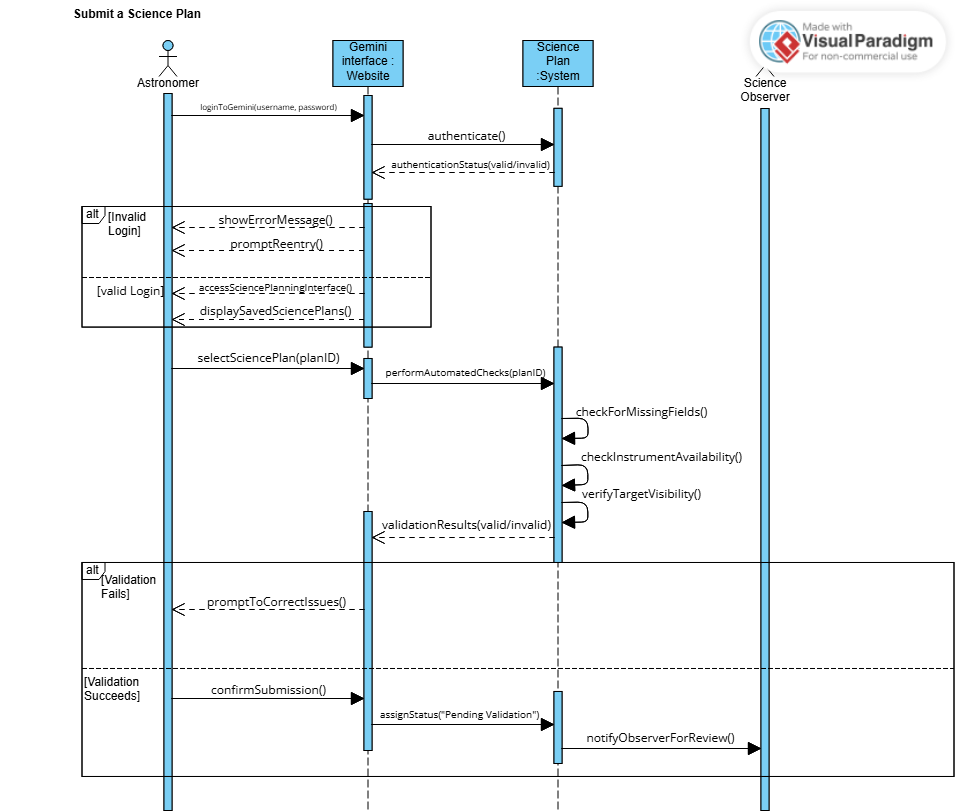 Submit a Science Plan
Made with
VisualParadigm
For non-commercial use
Astronomer
Gemini
interface :
Website
Science
Plan
:System
Science
Observer
loginToGemini(username, password)
authenticate()
authenticationStatus(valid/invalid)
alt
[Invalid
Login]
showErrorMessage()
promptReentry()
[valid Login]
accessSciencePlanningInterface()
displaySavedSciencePlans()
selectSciencePlan(planID)
performAutomatedChecks(planID)
checkForMissingFields()
checkInstrumentAvailability()
verifyTargetVisibility()
validationResults(valid/invalid)
alt
[Validation
Fails]
promptToCorrectIssues()
[Validation
Succeeds]
confirmSubmission()
assignStatus("Pending Validation")
notifyObserverForReview()